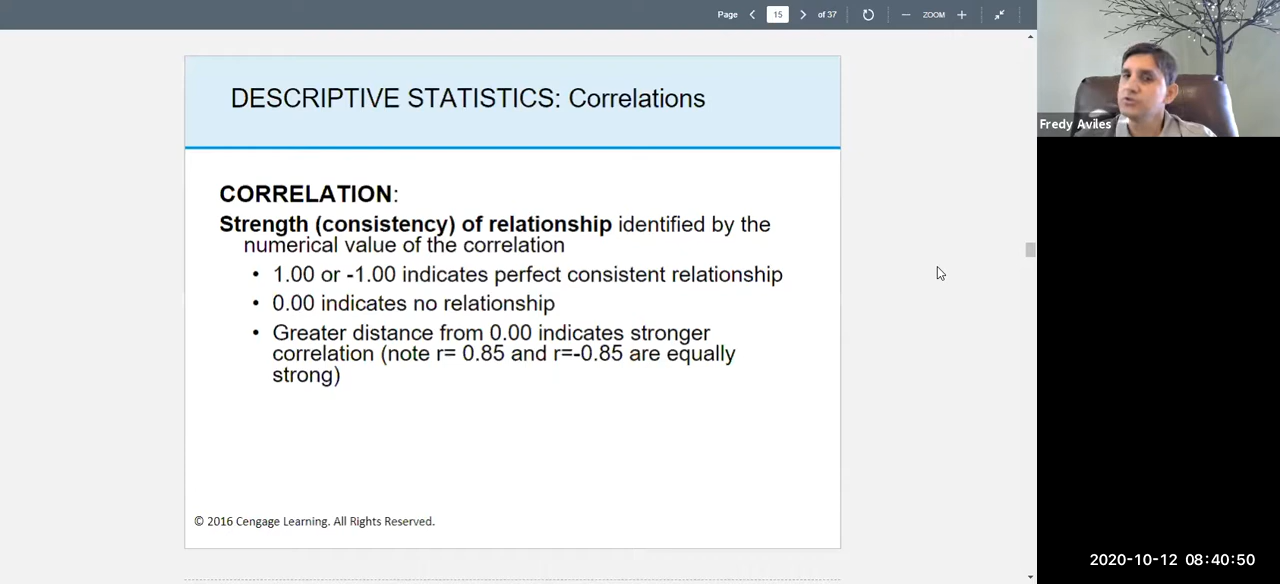 Page 15 of 37 ZOOM
DESCRIPTIVE STATISTICS: Correlations
Fredy Aviles
CORRELATION:
Strength (consistency) of relationship identified by the
numerical value of the correlation
• 1.00 or -1.00 indicates perfect consistent relationship
• 0.00 indicates no relationship
• Greater distance from 0.00 indicates stronger
correlation (note r= 0.85 and r=-0.85 are equally
strong)
© 2016 Cengage Learning. All Rights Reserved.
2020-10-12 08:40:50